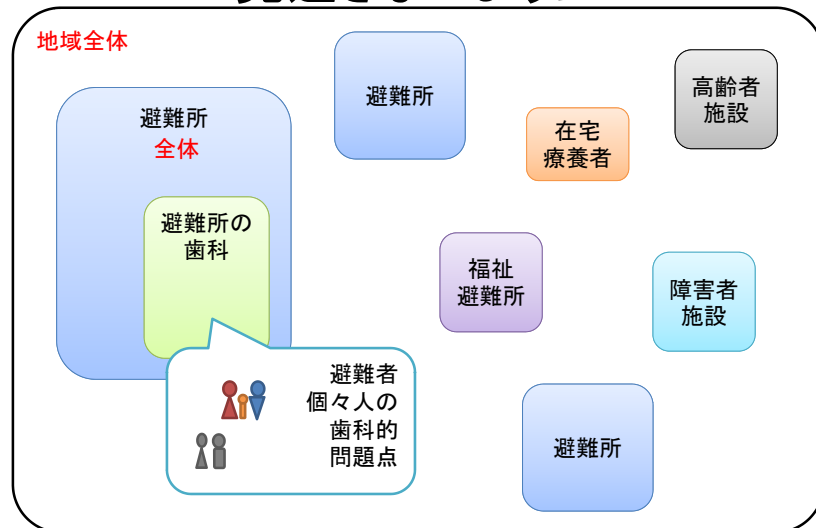 地域全体
避難所
全体
避難所の
歯科
避難者
個々人の
歯科的
問題点
避難所
在宅
療養者
高齢者
施設
福祉
避難所
障害者
施設
避難所